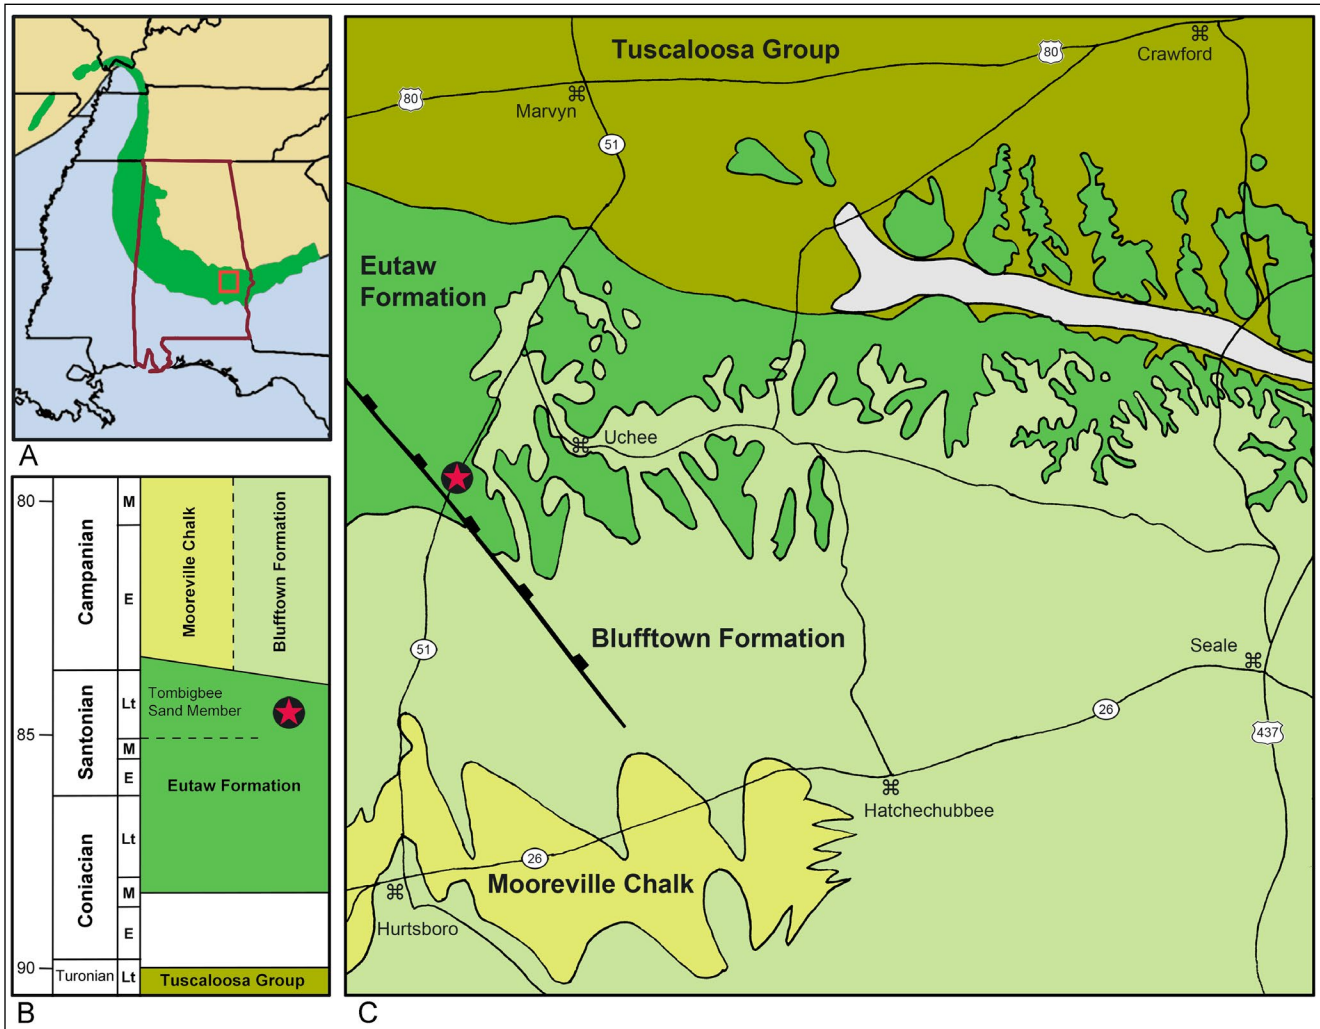 A
80
85
90
Campanian
Santonian
Coniacian
Turonian
M
E
Lt
M
E
Lt
M
E
Lt
Mooreville Chalk
Blufftown Formation
Tombigbee
Sand Member
Eutaw Formation
Tuscaloosa Group
B
Tuscaloosa Group
80
Crawford
80
Marvyn
51
Eutaw
Formation
Uchee
Blufftown Formation
51
Seale
26
437
Hatchechubbee
26
Mooreville Chalk
Hurtsboro
C